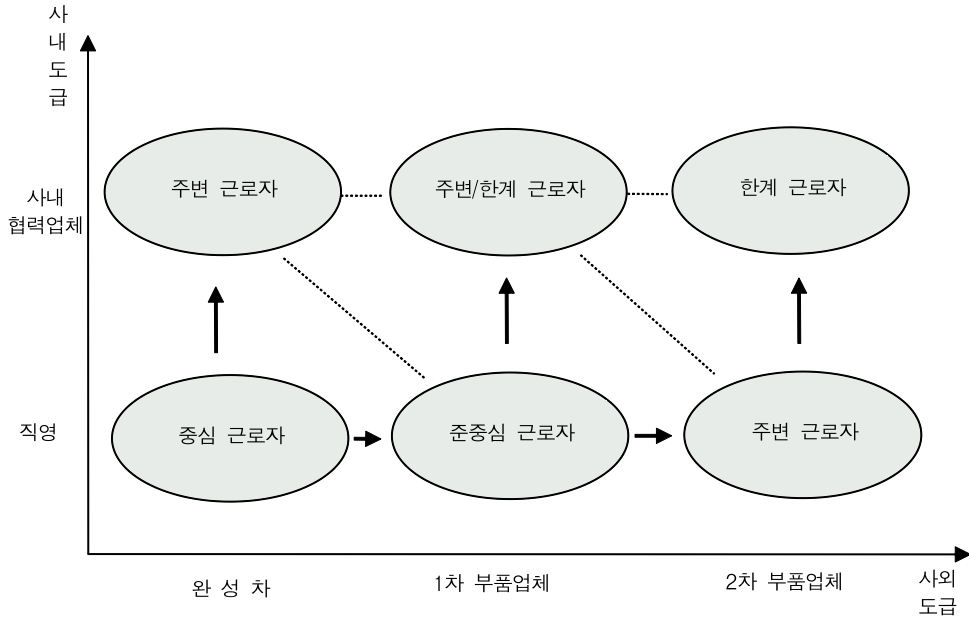 사
내
도
급
주변 근로자
주변/한계 근로자
한계 근로자
사내
협력업체
직영
중심 근로자
준중심 근로자
주변 근로자
완 성 차
1차 부품업체
2차 부품업체
사외
도급